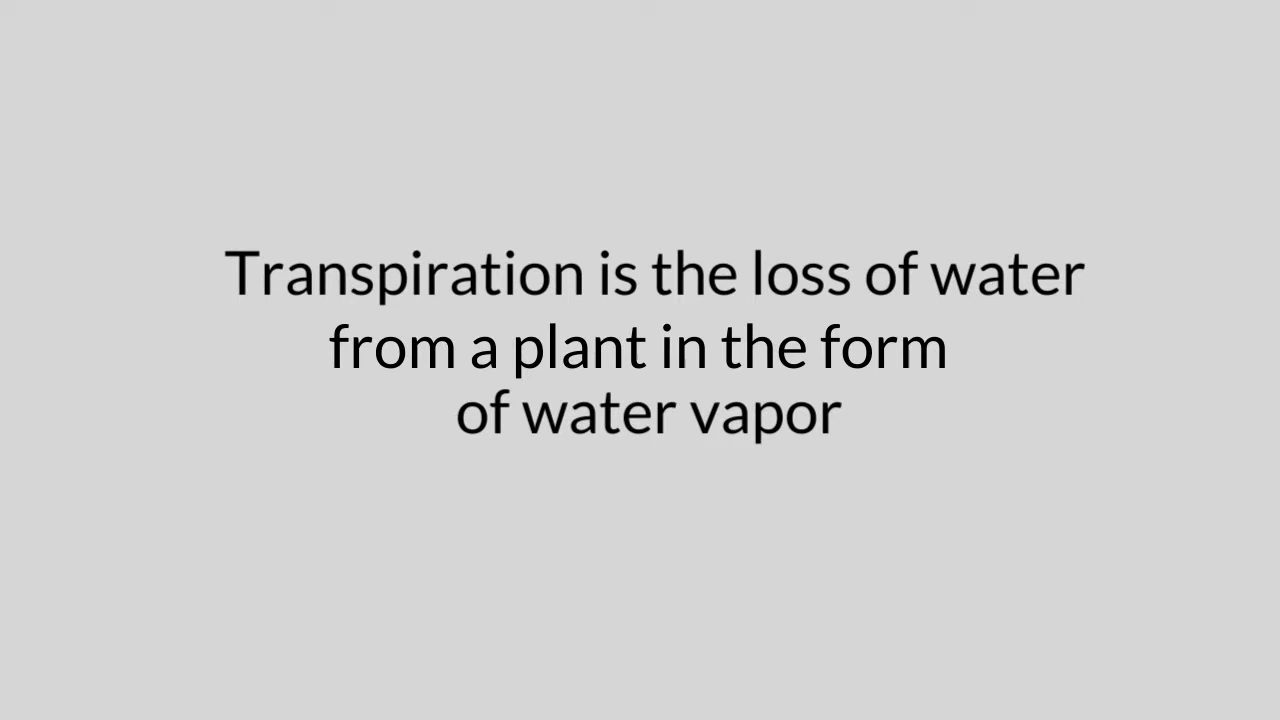 Transpiration is the loss of water
from a plant in the form
of water vapor